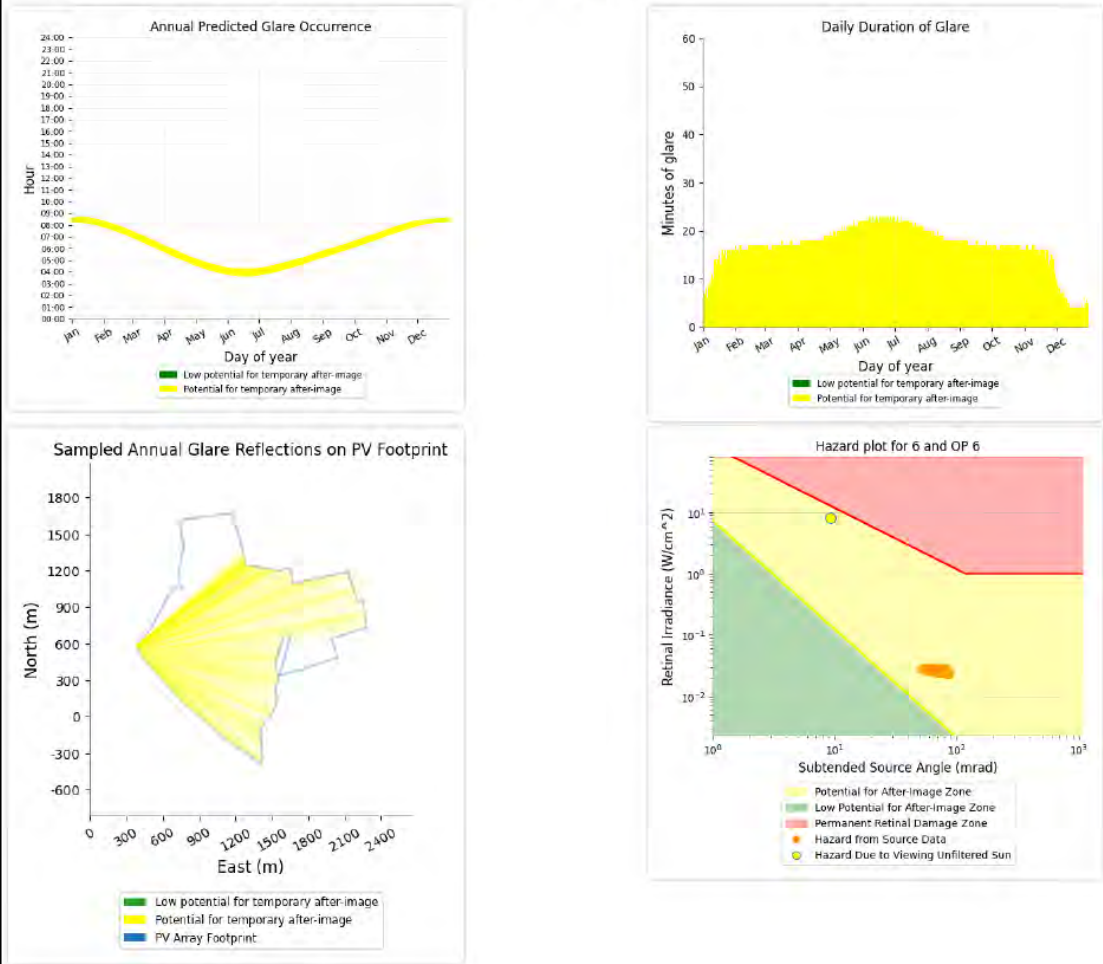 Annual Predicted Glare Occurrence
24:00
23:00
22:00
21:00
20:00
19:00
18:00
17:00
16:00
15:00
14:00
13:00
12:00
11:00
10:00
09:00
08:00
07:00
06:00
05:00
04:00
03:00
02:00
01:00
00:00
Hour
Jan Feb Mar Apr May Jun Jul Aug Sep Oct Nov Dec
Day of year
Low potential for temporary after-image
Potential for temporary after-image
Daily Duration of Glare
60
50
40
30
20
10
0
Minutes of glare
Jan Feb Mar Apr May Jun Jul Aug Sep Oct Nov Dec
Day of year
Low potential for temporary after-image
Potential for temporary after-image
Sampled Annual Glare Reflections on PV Footprint
1800
1500
1200
900
600
300
0
-300
-600
North (m)
0 300 600 900 1200 1500 1800 2100 2400
East (m)
Low potential for temporary after-image
Potential for temporary after-image
PV Array Footprint
Hazard plot for 6 and OP 6
10^1
10^0
10^-1
10^-2
Retinal Irradiance (W/cm^2)
10^0 10^1 10^2 10^3
Subtended Source Angle (mrad)
Potential for After-Image Zone
Low Potential for After-Image Zone
Permanent Retinal Damage Zone
Hazard from Source Data
Hazard Due to Viewing Unfiltered Sun